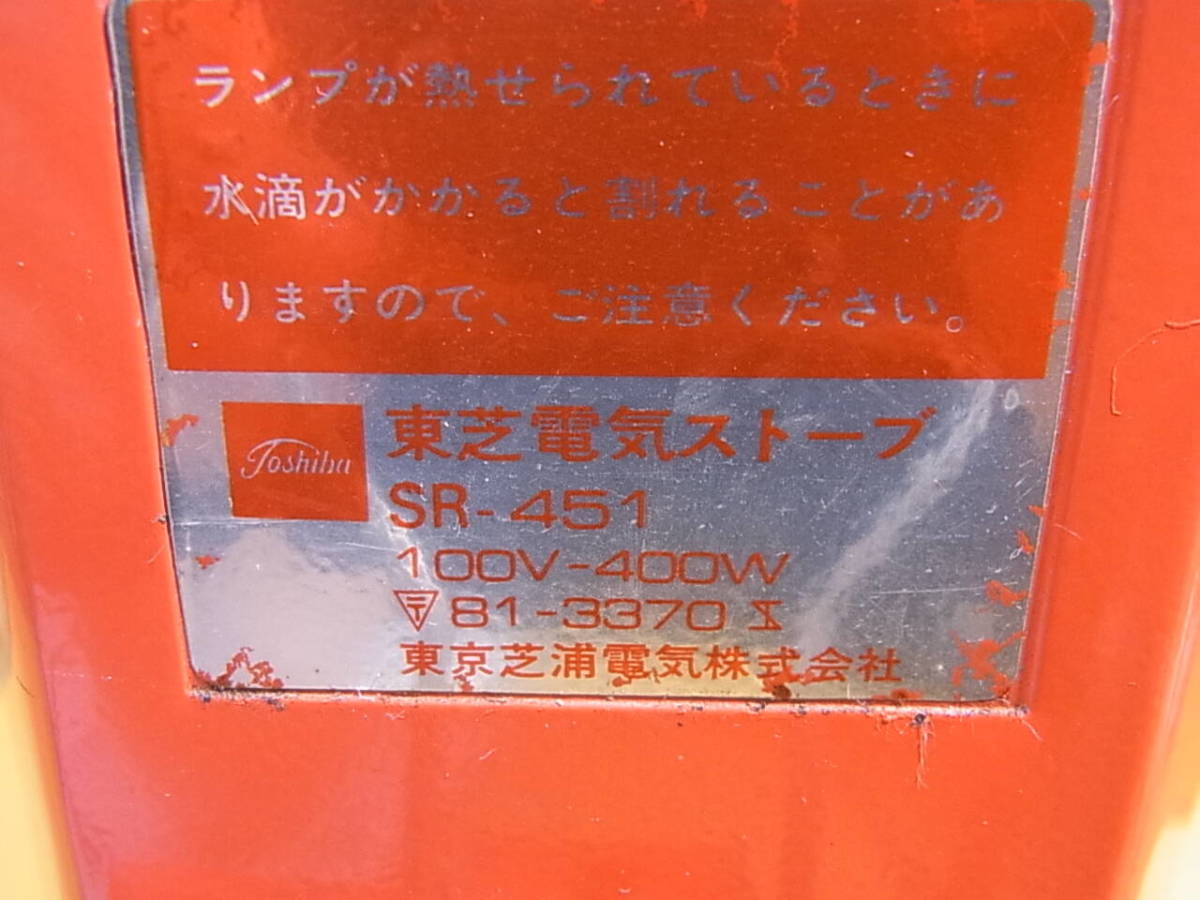 ランプが熱せられているときに
水滴がかかると割れることがあ
りますので、ご注意ください。
Toshiba
東芝電気ストーブ
SR-451
100V-400W
81-3370
東京芝浦電気株式会社